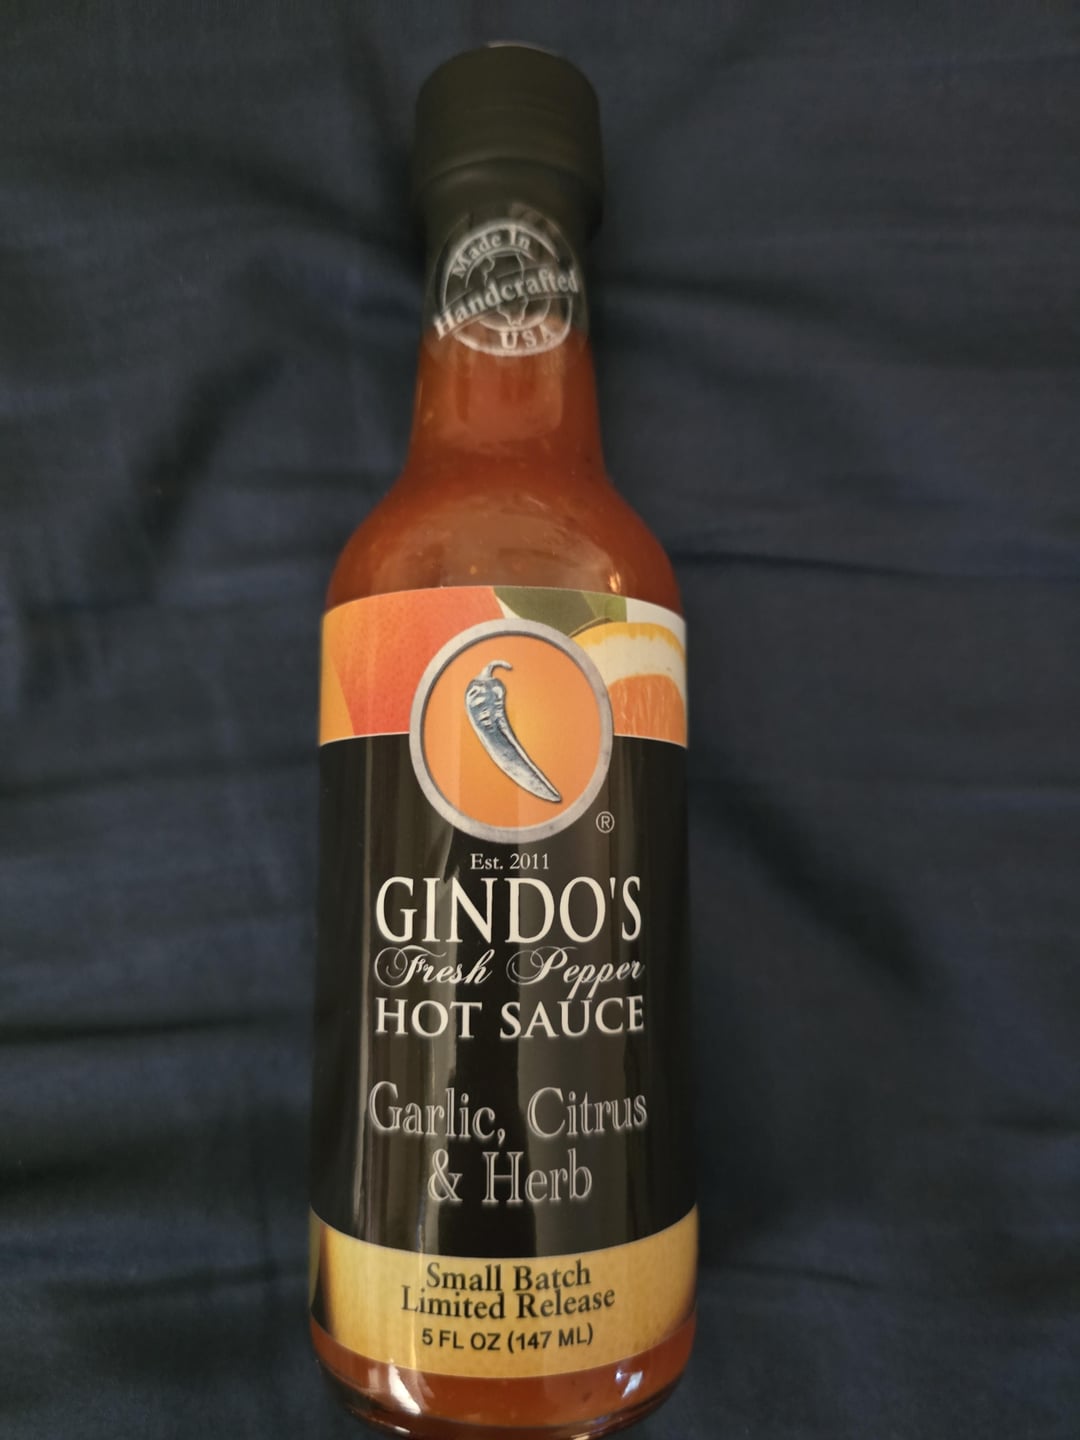 Made In
Handcrafted
USA
®
Est. 2011
GINDO'S
Fresh Pepper
HOT SAUCE
Garlic, Citrus
& Herb
Small Batch
Limited Release
5 FL OZ (147 ML)